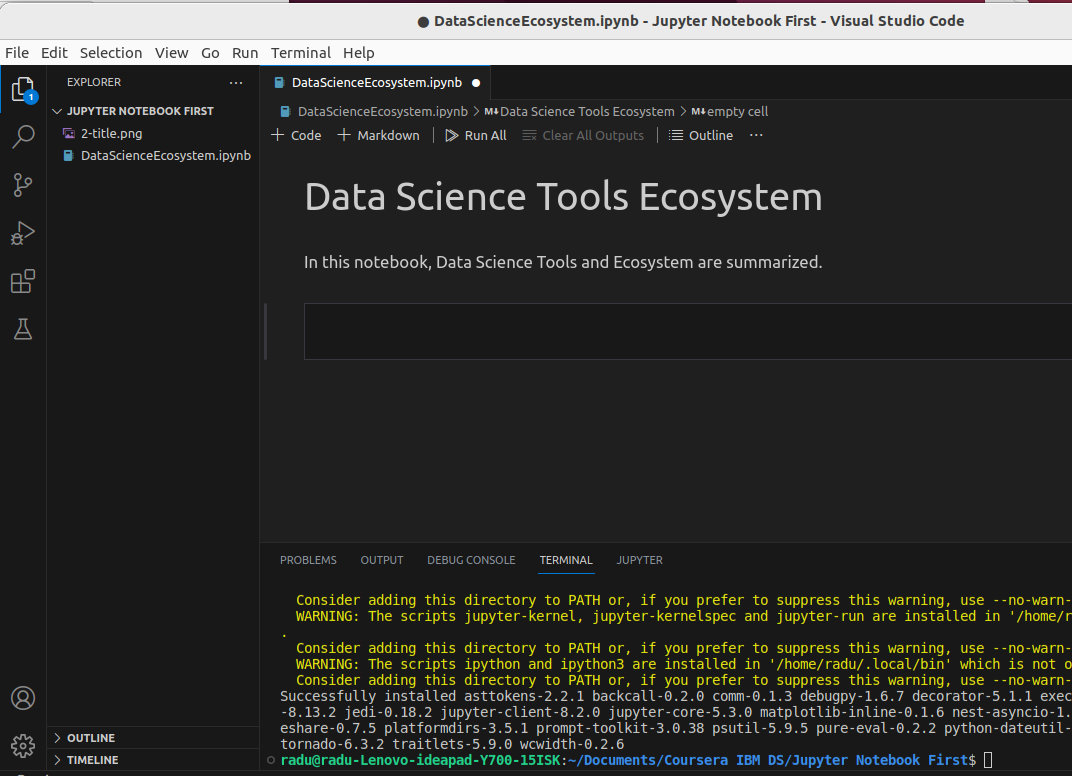 ● DataScienceEcosystem.ipynb - Jupyter Notebook First - Visual Studio Code
File Edit Selection View Go Run Terminal Help
EXPLORER
JUPYTER NOTEBOOK FIRST
2-title.png
DataScienceEcosystem.ipynb
1
DataScienceEcosystem.ipynb ●
DataScienceEcosystem.ipynb > M↓Data Science Tools Ecosystem > M↓empty cell
+ Code + Markdown Run All Clear All Outputs Outline ...
Data Science Tools Ecosystem
In this notebook, Data Science Tools and Ecosystem are summarized.
PROBLEMS OUTPUT DEBUG CONSOLE TERMINAL JUPYTER
Consider adding this directory to PATH or, if you prefer to suppress this warning, use --no-warn-
WARNING: The scripts jupyter-kernel, jupyter-kernelspec and jupyter-run are installed in '/home/r
.
Consider adding this directory to PATH or, if you prefer to suppress this warning, use --no-warn-
WARNING: The scripts ipython and ipython3 are installed in '/home/radu/.local/bin' which is not o
Consider adding this directory to PATH or, if you prefer to suppress this warning, use --no-warn-
Successfully installed asttokens-2.2.1 backcall-0.2.0 comm-0.1.3 debugpy-1.6.7 decorator-5.1.1 exec
-8.13.2 jedi-0.18.2 jupyter-client-8.2.0 jupyter-core-5.3.0 matplotlib-inline-0.1.6 nest-asyncio-1.
eshare-0.7.5 platformdirs-3.5.1 prompt-toolkit-3.0.38 psutil-5.9.5 pure-eval-0.2.2 python-dateutil-
tornado-6.3.2 traitlets-5.9.0 wcwidth-0.2.6
radu@radu-Lenovo-ideapad-Y700-15ISK:~/Documents/Coursera IBM DS/Jupyter Notebook First$
OUTLINE
TIMELINE